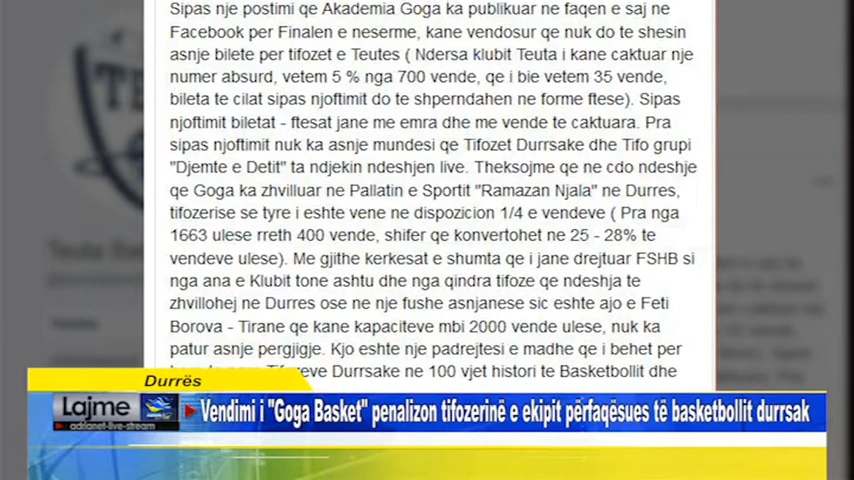 Sipas nje postimi qe Akademia Goga ka publikuar ne faqen e saj ne
Facebook per Finalen e neserme, kane vendosur qe nuk do te shesin
asnje bilete per tifozet e Teutes ( Ndersa klubit Teuta i kane caktuar nje
numer absurd, vetem 5 % nga 700 vende, qe i bie vetem 35 vende,
bileta te cilat sipas njoftimit do te shperndahen ne forme ftese). Sipas
njoftimit biletat - ftesat jane me emra dhe me vende te caktuara. Pra
sipas njoftimit nuk ka asnje mundesi qe Tifozet Durrsake dhe Tifo grupi
"Djemte e Detit" ta ndjekin ndeshjen live. Theksojme qe ne cdo ndeshje
qe Goga ka zhvilluar ne Pallatin e Sportit "Ramazan Njala" ne Durres,
tifozerise se tyre i eshte vene ne dispozicion 1/4 e vendeve ( Pra nga
1663 ulese rreth 400 vende, shifer qe konvertohet ne 25 - 28% te
vendeve ulese). Me gjithe kerkesat e shumta qe i jane drejtuar FSHB si
nga ana e Klubit tone ashtu dhe nga qindra tifoze qe ndeshja te
zhvillohej ne Durres ose ne nje fushe asnjanese sic eshte ajo e Feti
Borova - Tirane qe kane kapaciteve mbi 2000 vende ulese, nuk ka
patur asnje pergjigje. Kjo eshte nje padrejtesi e madhe qe i behet per
Tifozeve Durrsake ne 100 vjet histori te Basketbollit dhe
Durrës
Lajme
Vendimi i "Goga Basket" penalizon tifozerinë e ekipit përfaqësues të basketbollit durrsak
adrianet-live-stream